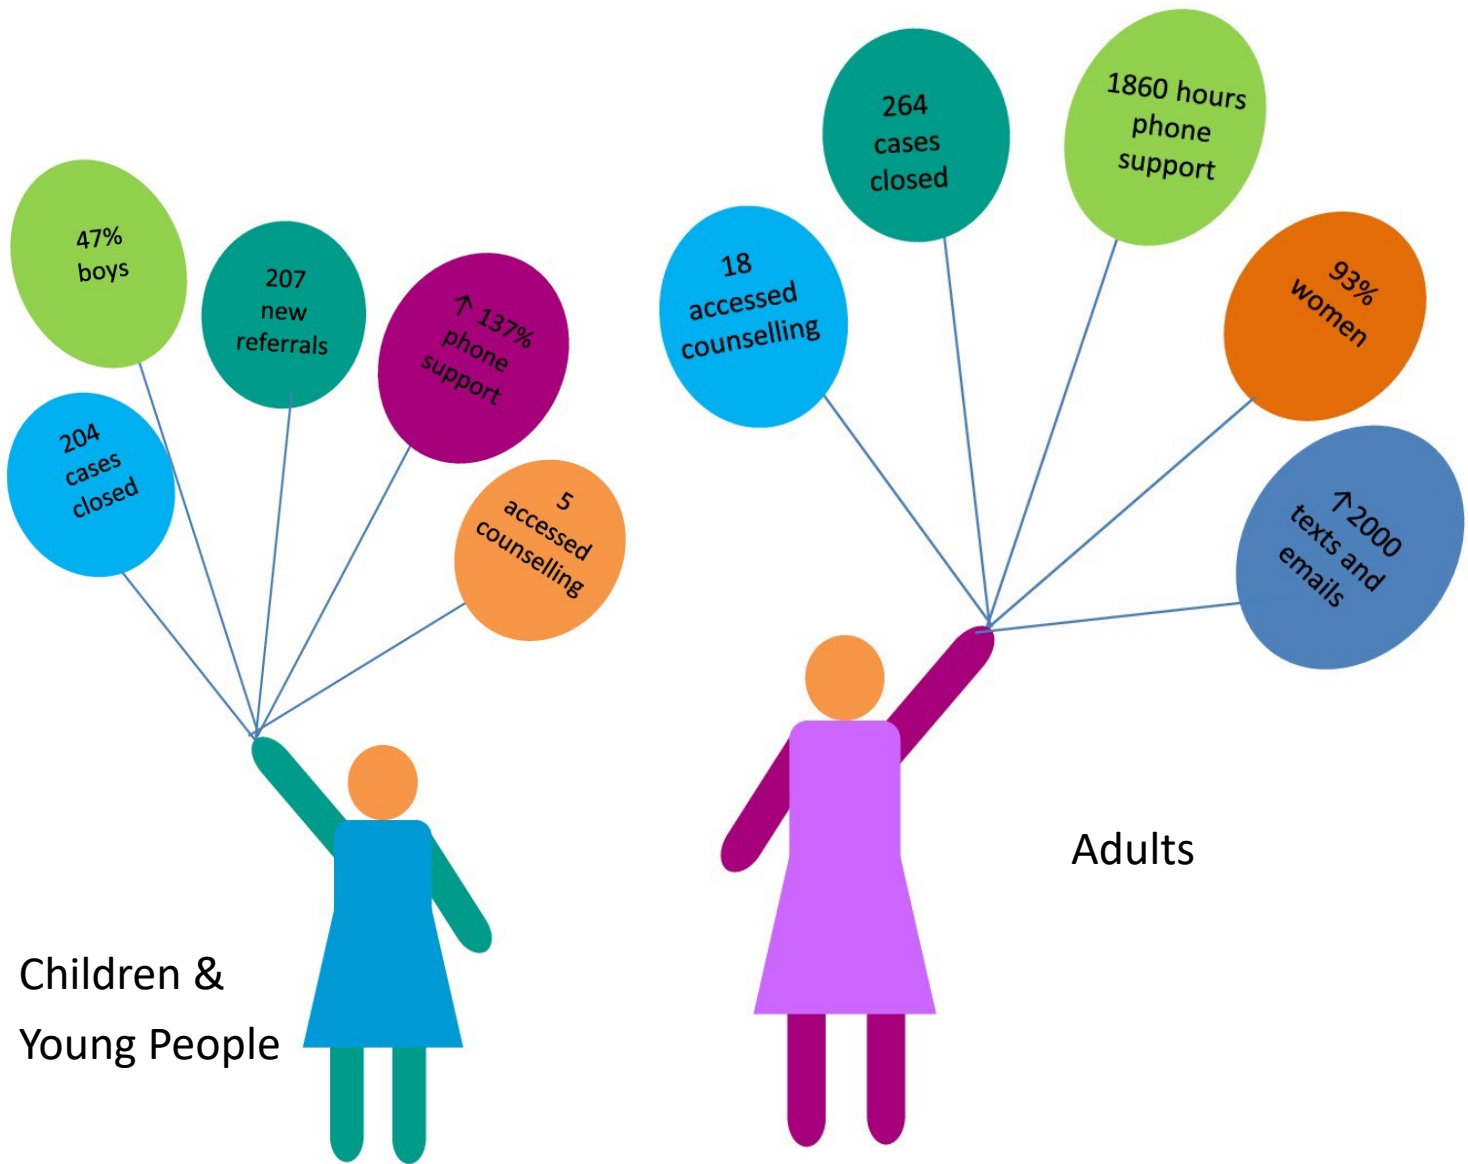 47%
boys
207
new
referrals
↑ 137%
phone
support
204
cases
closed
5
accessed
counselling
Children &
Young People
18
accessed
counselling
264
cases
closed
1860 hours
phone
support
93%
women
↑2000
texts and
emails
Adults